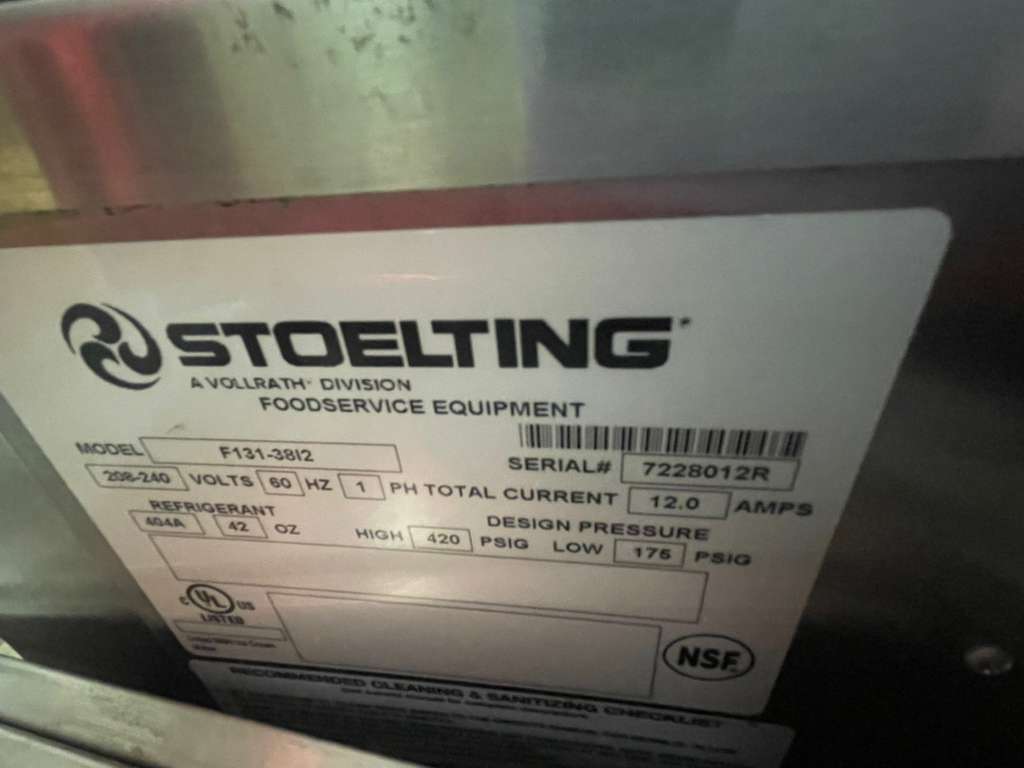 STOELTING
A VOLLRATH® DIVISION
FOODSERVICE EQUIPMENT
MODEL F131-38I2 SERIAL# 7228012R
208-240 VOLTS 60 HZ 1 PH TOTAL CURRENT 12.0 AMPS
REFRIGERANT DESIGN PRESSURE
404A 42 OZ HIGH 420 PSIG LOW 175 PSIG
C UL US
LISTED
NSF
RECOMMENDED CLEANING & SANITIZING CHECKLIST